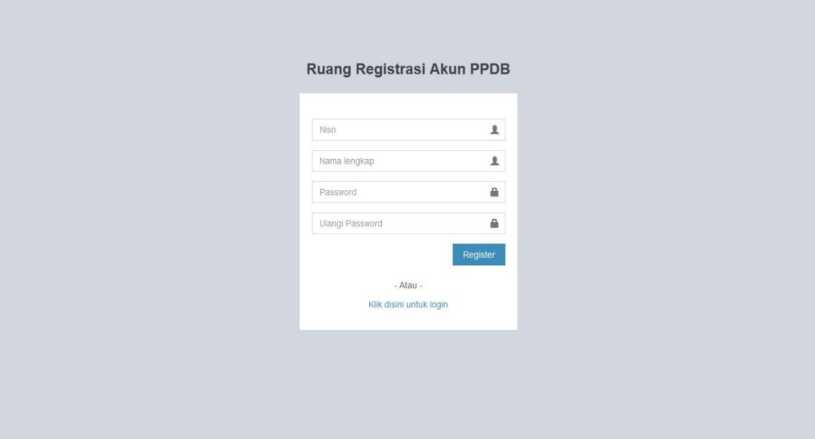 Ruang Registrasi Akun PPDB
Nisn
Nama lengkap
Password
Ulangi Password
Register
- Atau -
Klik disini untuk login